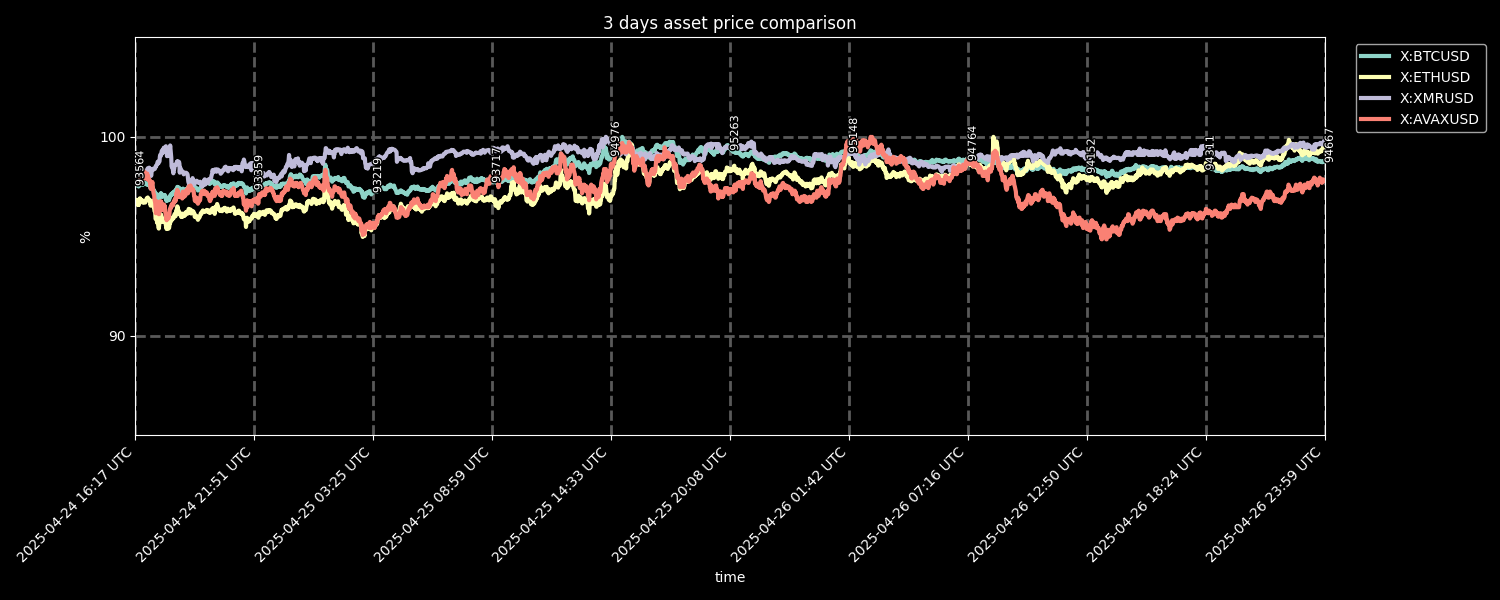 3 days asset price comparison
X:BTCUSD
X:ETHUSD
X:XMRUSD
X:AVAXUSD
100
90
%
93564
93359
93219
93717
94976
95263
95148
94764
94152
94311
94667
2025-04-24 16:17 UTC
2025-04-24 21:51 UTC
2025-04-25 03:25 UTC
2025-04-25 08:59 UTC
2025-04-25 14:33 UTC
2025-04-25 20:08 UTC
2025-04-26 01:42 UTC
2025-04-26 07:16 UTC
2025-04-26 12:50 UTC
2025-04-26 18:24 UTC
2025-04-26 23:59 UTC
time